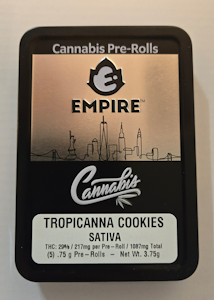 Cannabis Pre-Rolls
EMPIRE™
Cannabis
TROPICANNA COOKIES
SATIVA
THC: 29% / 217mg per Pre-Roll / 1087mg Total
(5) .75 g Pre-Rolls - Net Wt. 3.75g